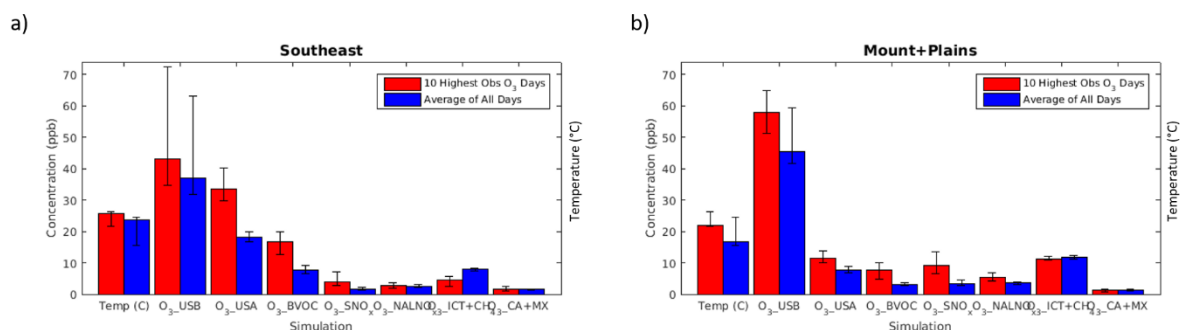 a)
Southeast
10 Highest Obs O3 Days
Average of All Days
Concentration (ppb)
70
60
50
40
30
20
10
0
Temperature (°C)
Temp (C) O3_USB O3_USA O3_BVOC O3_SNOx O3_NALNOx O3_ICT+CH4 O3_CA+MX
Simulation
b)
Mount+Plains
10 Highest Obs O3 Days
Average of All Days
Concentration (ppb)
70
60
50
40
30
20
10
0
Temperature (°C)
Temp (C) O3_USB O3_USA O3_BVOC O3_SNOx O3_NALNOx O3_ICT+CH4 O3_CA+MX
Simulation